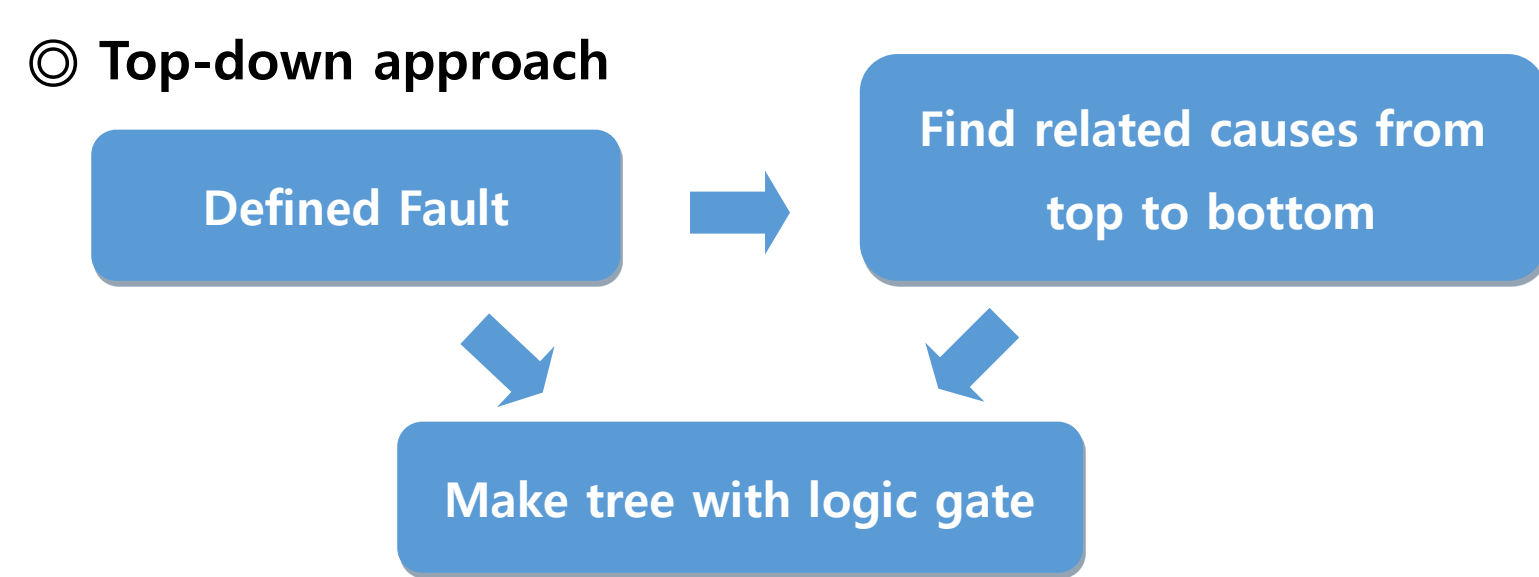 ◎ Top-down approach
Defined Fault
Find related causes from
top to bottom
Make tree with logic gate